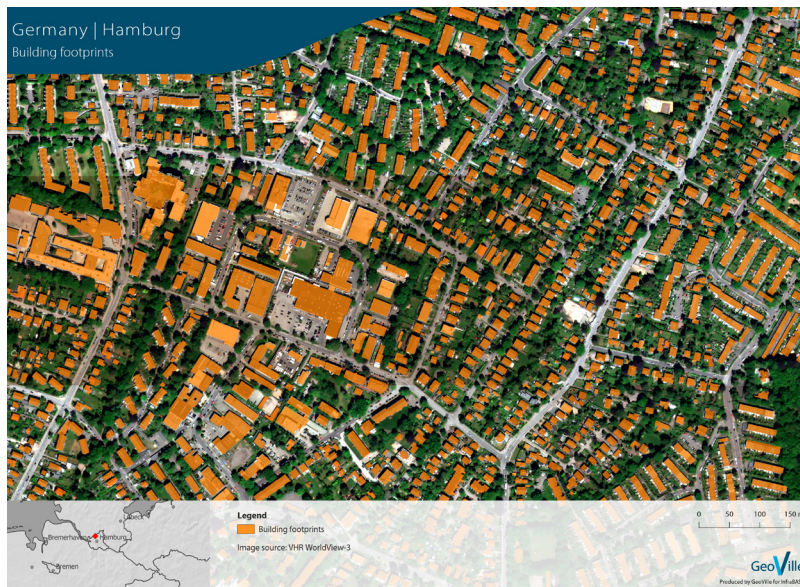 Germany | Hamburg
Building footprints
Legend
Building footprints
Image source: VHR WorldView-3
Lübeck
Bremerhaven
Hamburg
Bremen
0 50 100 150 m
GeoVille
Produced by GeoVille for